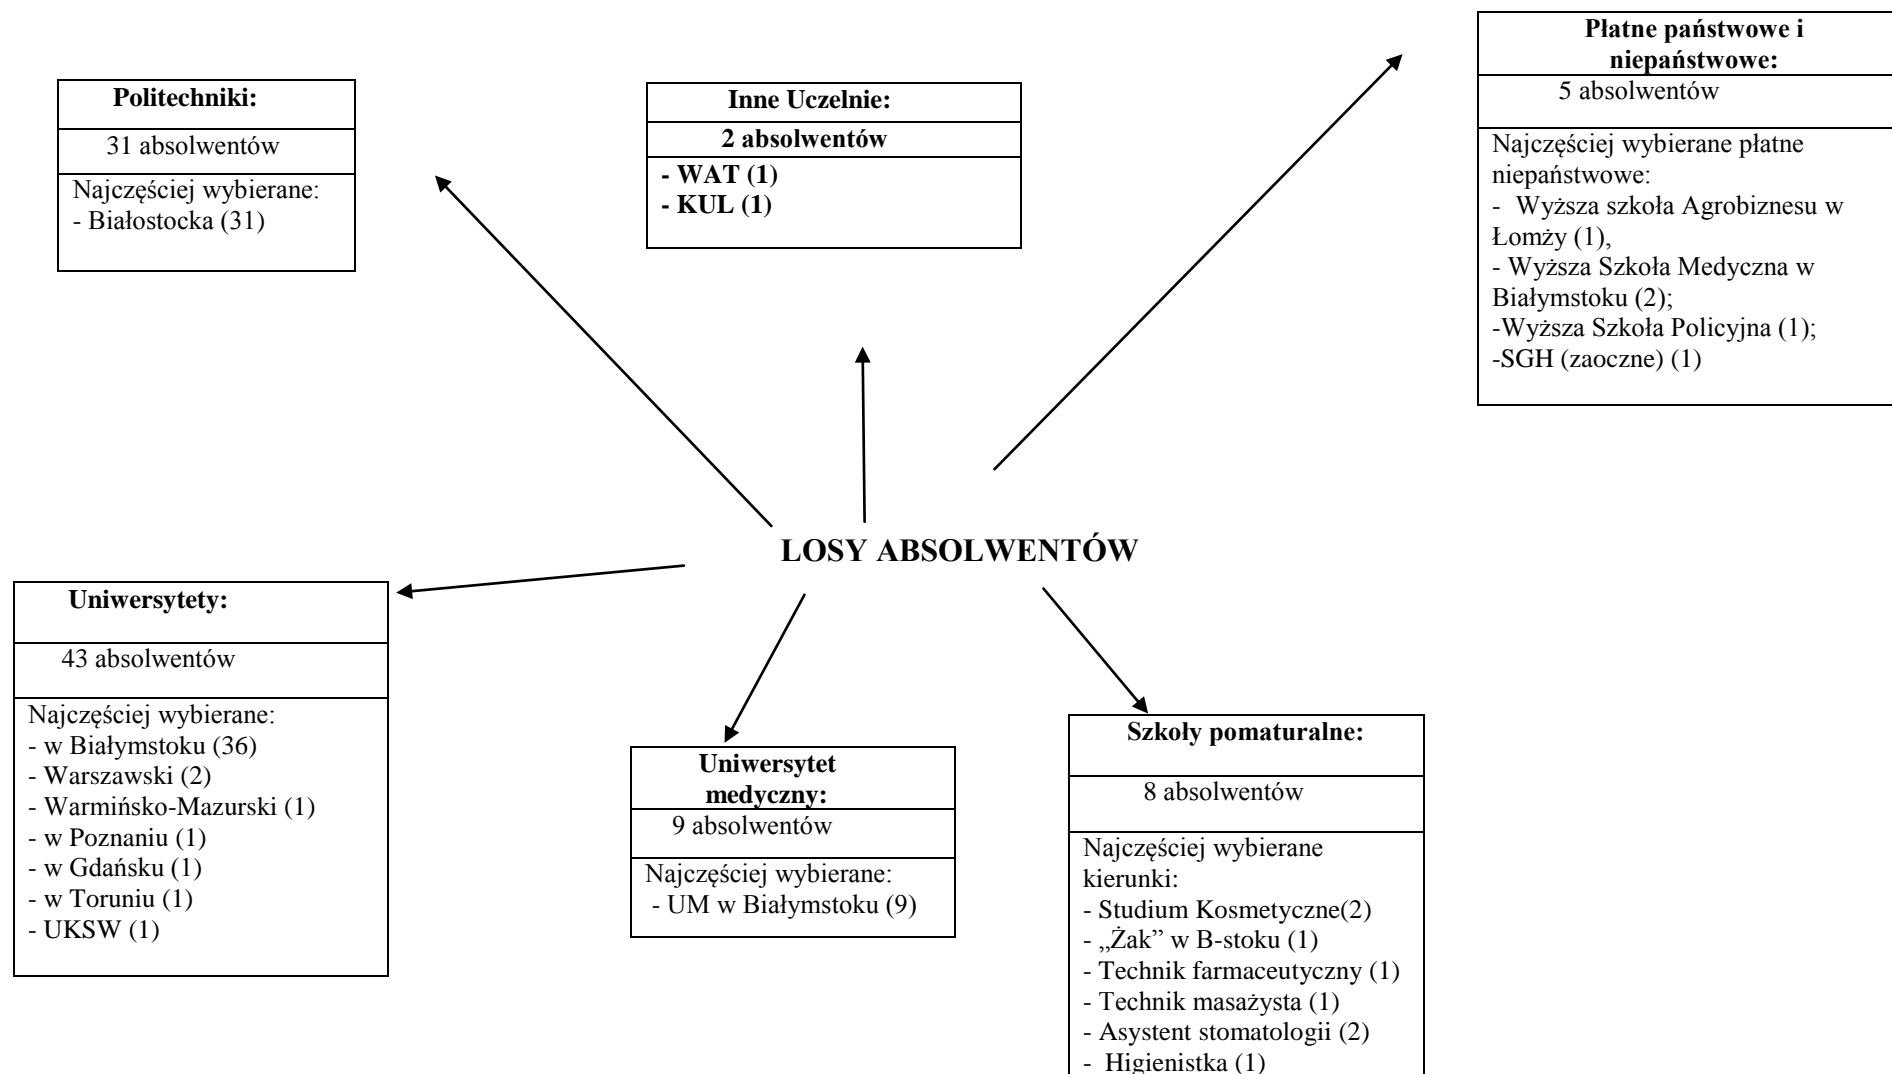 Płatne państwowe i
niepaństwowe:
5 absolwentów
Najczęściej wybierane płatne
niepaństwowe:
- Wyższa szkoła Agrobiznesu w
Łomży (1),
- Wyższa Szkoła Medyczna w
Białymstoku (2);
-Wyższa Szkoła Policyjna (1);
-SGH (zaoczne) (1)
Politechniki:
31 absolwentów
Najczęściej wybierane:
- Białostocka (31)
Inne Uczelnie:
2 absolwentów
- WAT (1)
- KUL (1)
LOSY ABSOLWENTÓW
Uniwersytety:
43 absolwentów
Najczęściej wybierane:
- w Białymstoku (36)
- Warszawski (2)
- Warmińsko-Mazurski (1)
- w Poznaniu (1)
- w Gdańsku (1)
- w Toruniu (1)
- UKSW (1)
Uniwersytet
medyczny:
9 absolwentów
Najczęściej wybierane:
- UM w Białymstoku (9)
Szkoły pomaturalne:
8 absolwentów
Najczęściej wybierane
kierunki:
- Studium Kosmetyczne(2)
- „Żak” w B-stoku (1)
- Technik farmaceutyczny (1)
- Technik masażysta (1)
- Asystent stomatologii (2)
- Higienistka (1)